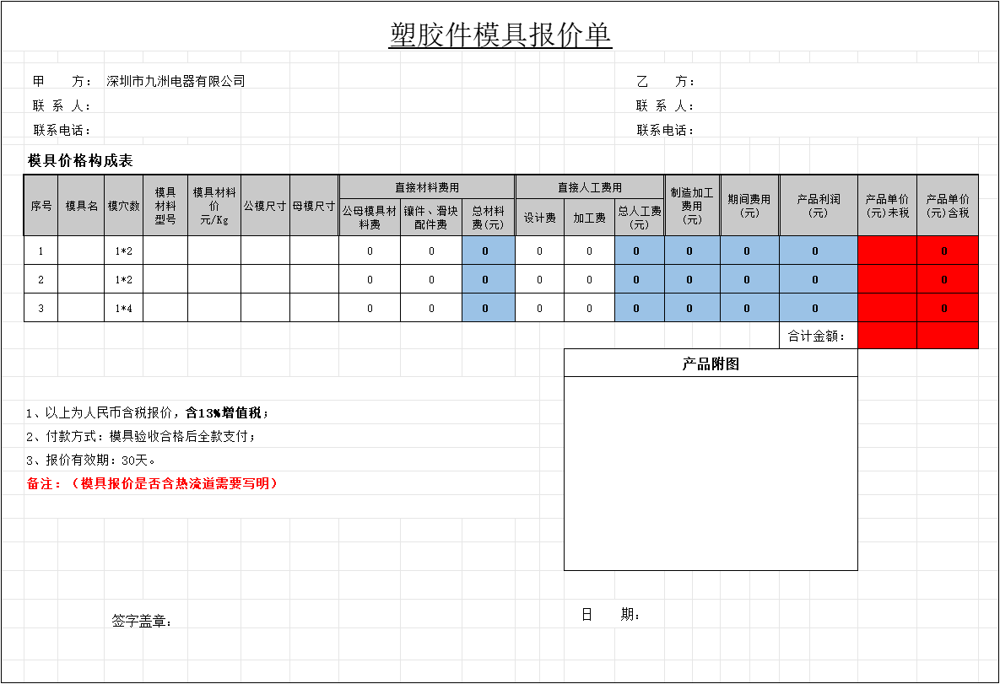 塑胶件模具报价单
甲 方： 深圳市九洲电器有限公司 乙 方：
联 系 人： 联 系 人：
联系电话： 联系电话：
模具价格构成表
序号 模具名 模穴数 模具材料型号 模具材料价元/Kg 公模尺寸 母模尺寸 直接材料费用 直接人工费用 制造加工费用(元) 期间费用(元) 产品利润(元) 产品单价(元)未税 产品单价(元)含税
公母模具材料费 镶件、滑块配件费 总材料费(元) 设计费 加工费 总人工费(元)
1 1*2 0 0 0 0 0 0 0 0 0 0
2 1*2 0 0 0 0 0 0 0 0 0 0
3 1*4 0 0 0 0 0 0 0 0 0 0
合计金额：
产品附图
1、以上为人民币含税报价，含13%增值税；
2、付款方式：模具验收合格后全款支付；
3、报价有效期：30天。
备注：（模具报价是否含热流道需要写明）
签字盖章： 日 期：